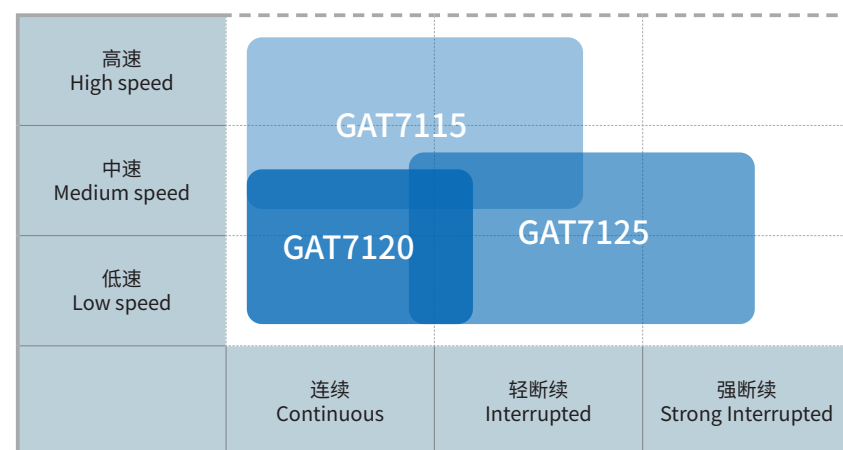 高速
High speed
GAT7115
中速
Medium speed
GAT7125
GAT7120
低速
Low speed
连续
Continuous
轻断续
Interrupted
强断续
Strong Interrupted